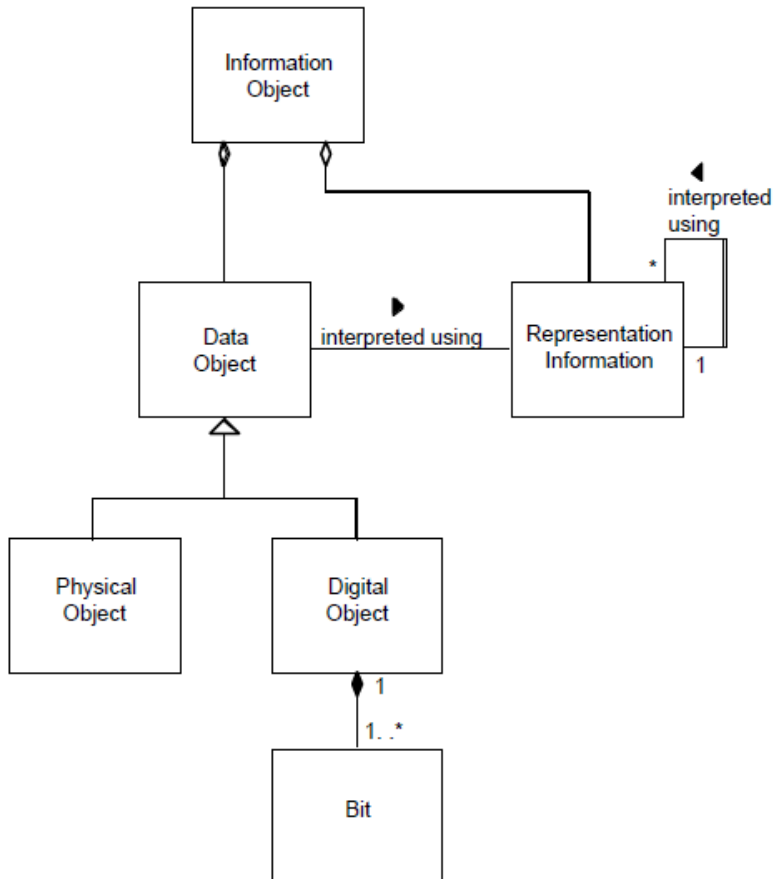 Information
Object
interpreted
using
*
Data
Object
interpreted using
Representation
Information
1
Physical
Object
Digital
Object
1
1. .*
Bit